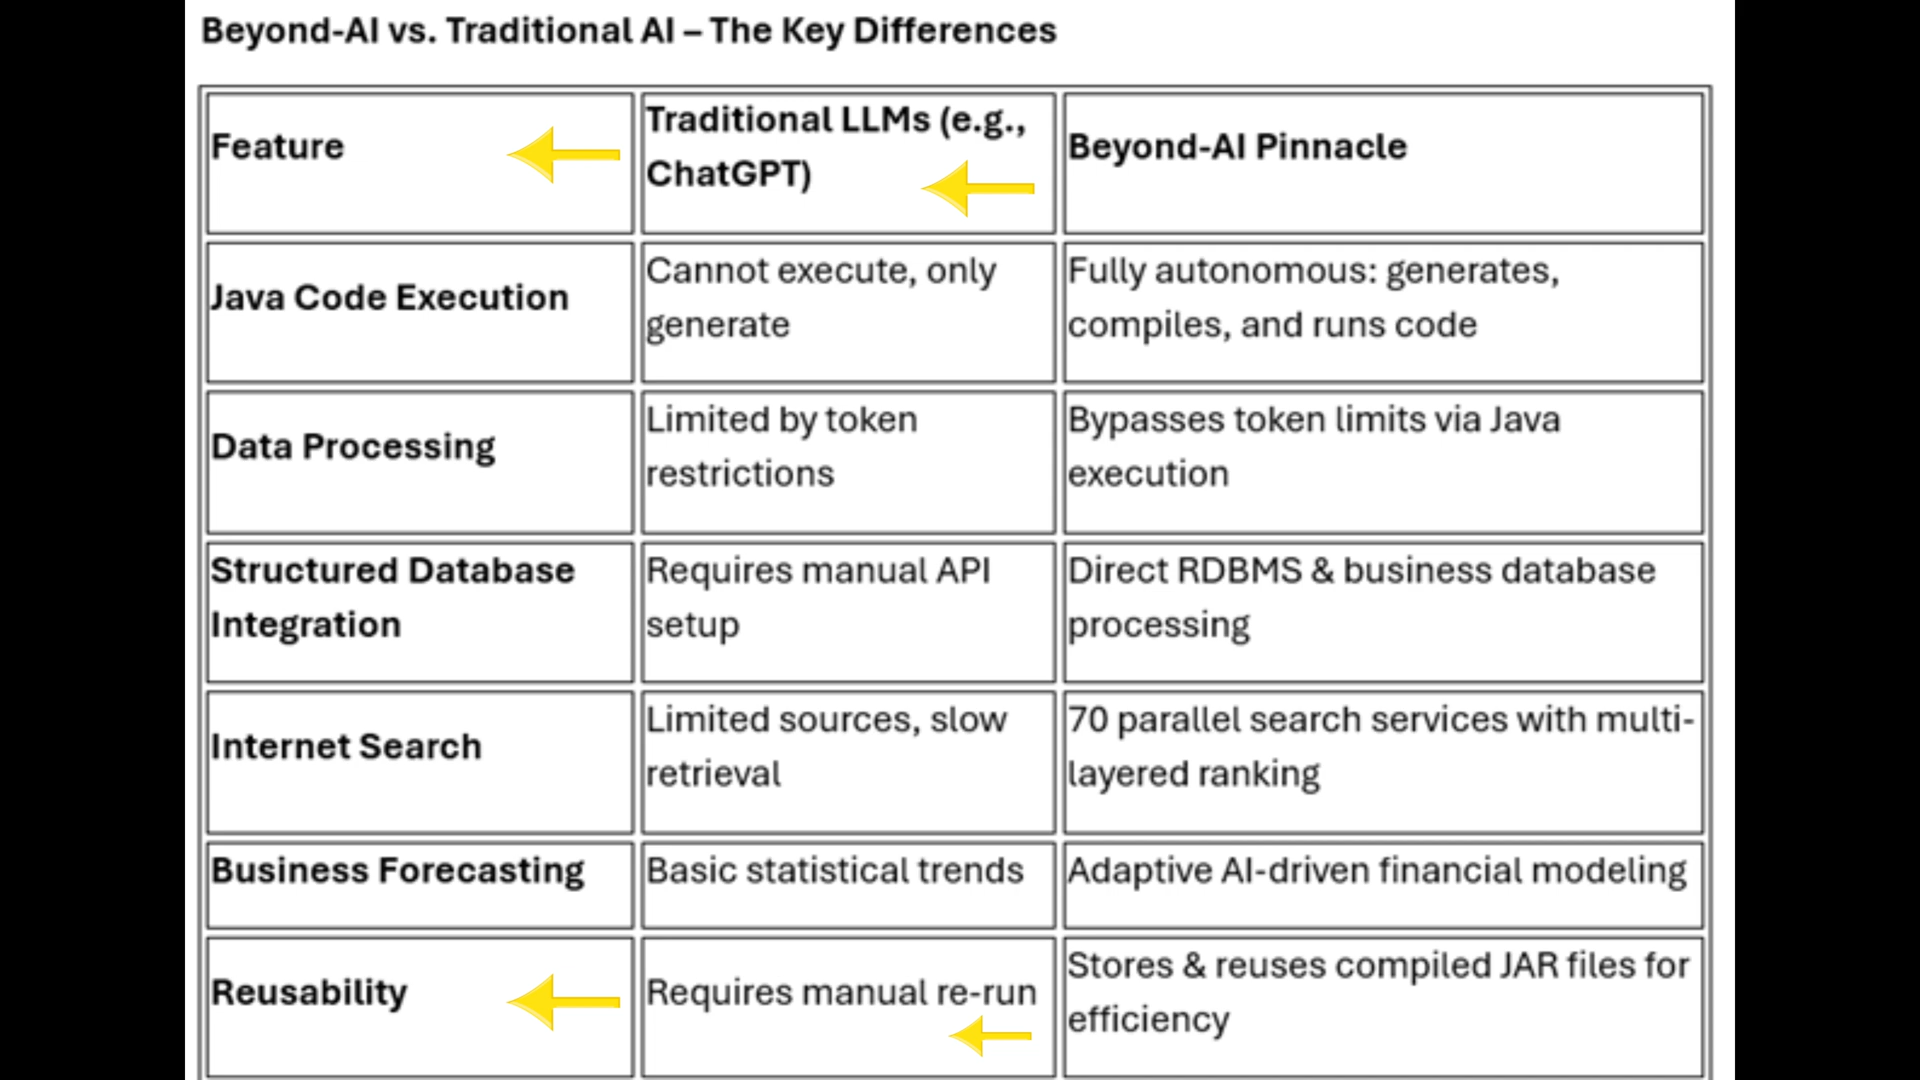 Beyond-AI vs. Traditional AI – The Key Differences
Feature
Traditional LLMs (e.g.,
ChatGPT)
Beyond-AI Pinnacle
Java Code Execution
Cannot execute, only
generate
Fully autonomous: generates,
compiles, and runs code
Data Processing
Limited by token
restrictions
Bypasses token limits via Java
execution
Structured Database
Integration
Requires manual API
setup
Direct RDBMS & business database
processing
Internet Search
Limited sources, slow
retrieval
70 parallel search services with multi-
layered ranking
Business Forecasting
Basic statistical trends
Adaptive AI-driven financial modeling
Reusability
Requires manual re-run
Stores & reuses compiled JAR files for
efficiency